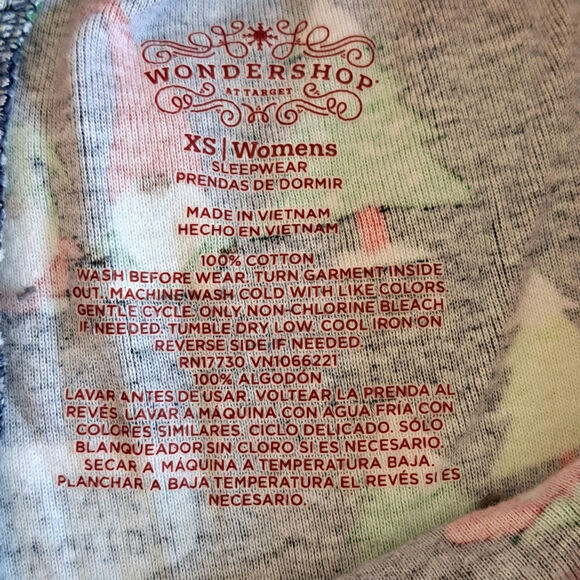 WONDERSHOP
AT TARGET
XS | Womens
SLEEPWEAR
PRENDAS DE DORMIR
MADE IN VIETNAM
HECHO EN VIETNAM
100% COTTON
WASH BEFORE WEAR. TURN GARMENT INSIDE
OUT. MACHINE WASH COLD WITH LIKE COLORS.
GENTLE CYCLE. ONLY NON-CHLORINE BLEACH
IF NEEDED. TUMBLE DRY LOW. COOL IRON ON
REVERSE SIDE IF NEEDED.
RN17730 VN1066221
100% ALGODÓN
LAVAR ANTES DE USAR. VOLTEAR LA PRENDA AL
REVÉS. LAVAR A MÁQUINA CON AGUA FRÍA CON
COLORES SIMILARES. CICLO DELICADO. SÓLO
BLANQUEADOR SIN CLORO SI ES NECESARIO.
SECAR A MÁQUINA A TEMPERATURA BAJA.
PLANCHAR A BAJA TEMPERATURA EL REVÉS SI ES
NECESARIO.